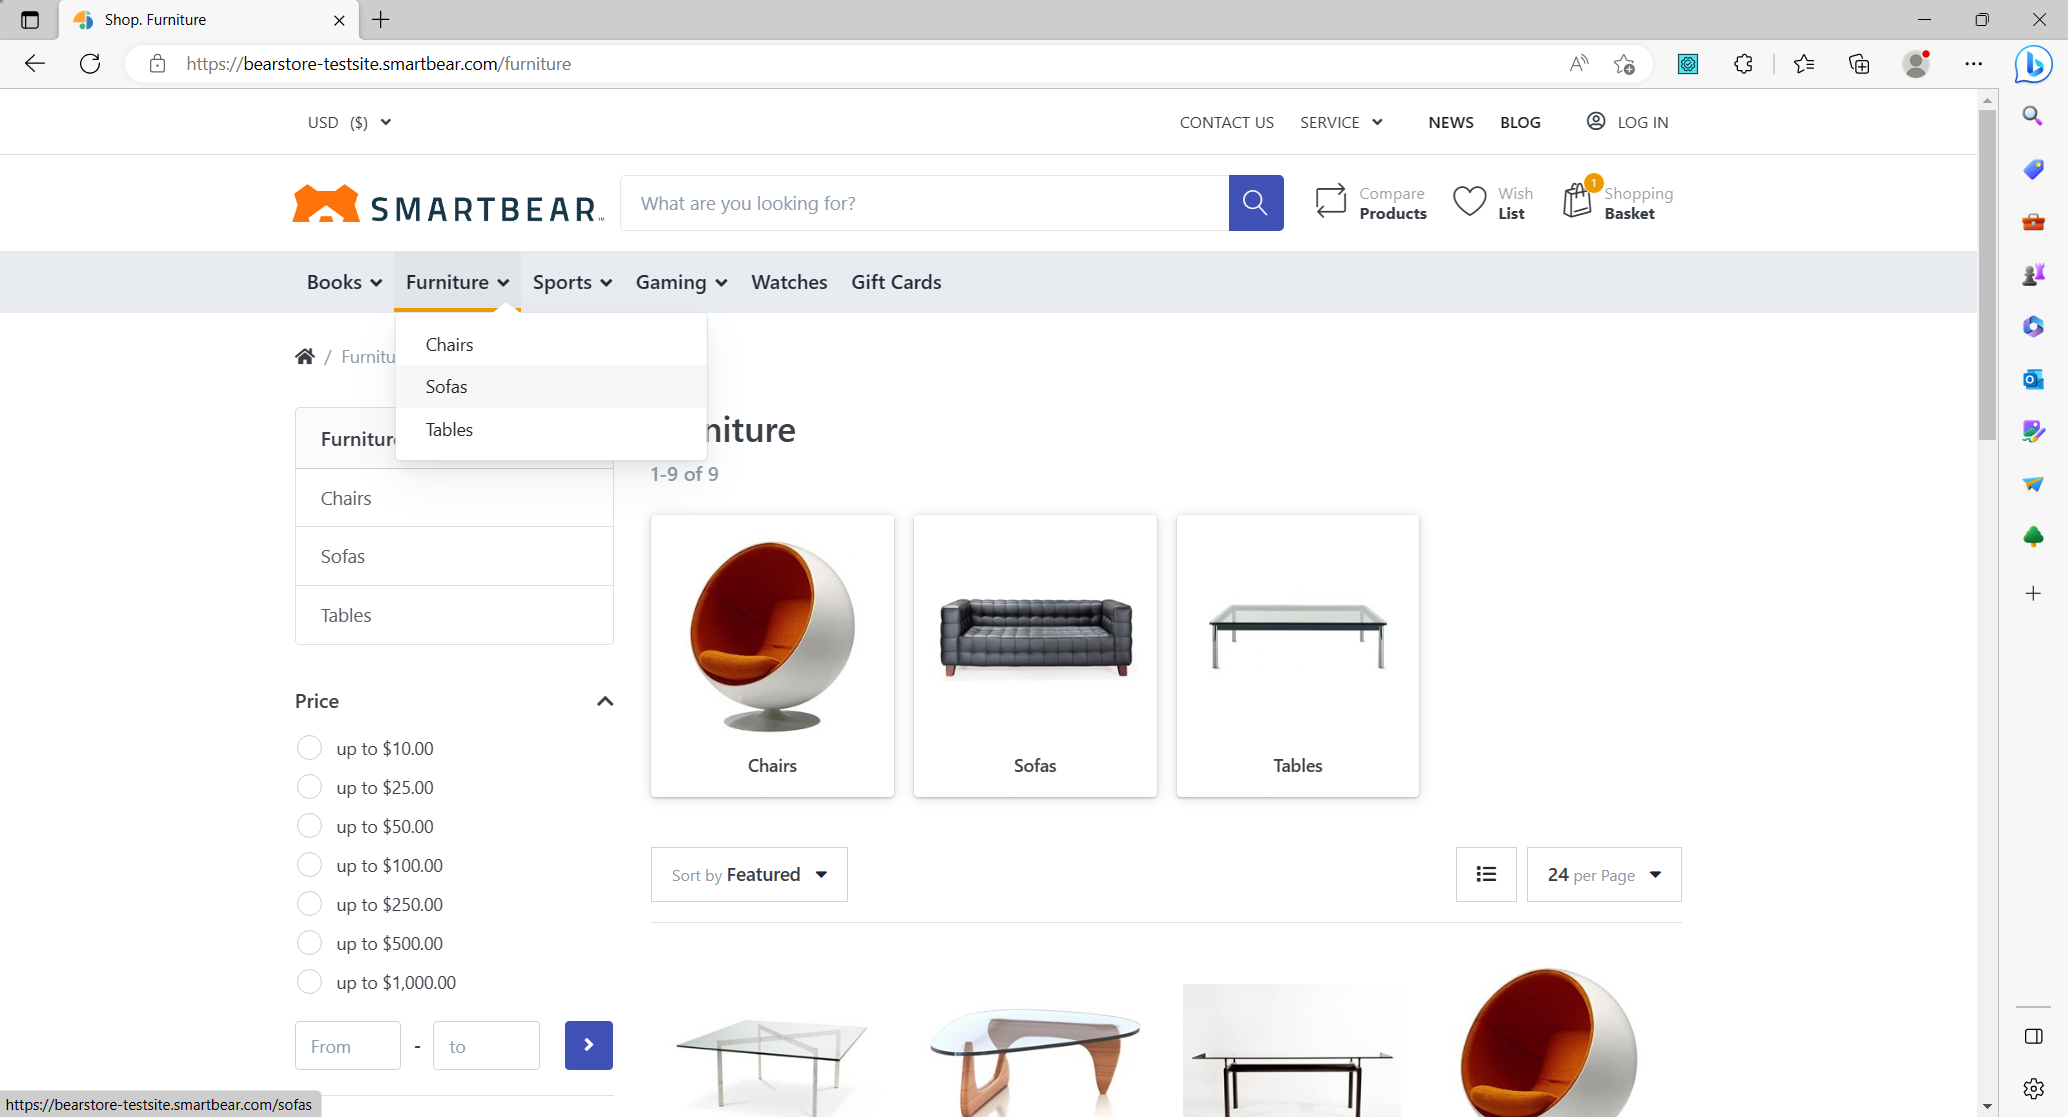 Shop. Furniture
https://bearstore-testsite.smartbear.com/furniture
USD ($)
CONTACT US
SERVICE
NEWS
BLOG
LOG IN
SMARTBEAR
What are you looking for?
Compare
Products
Wish
List
1
Shopping
Basket
Books
Furniture
Sports
Gaming
Watches
Gift Cards
/ Furnitu
Chairs
Sofas
Tables
Furniture
Chairs
Sofas
Tables
Price
up to $10.00
up to $25.00
up to $50.00
up to $100.00
up to $250.00
up to $500.00
up to $1,000.00
From - to
niture
1-9 of 9
Chairs
Sofas
Tables
Sort by Featured
24 per Page
https://bearstore-testsite.smartbear.com/sofas